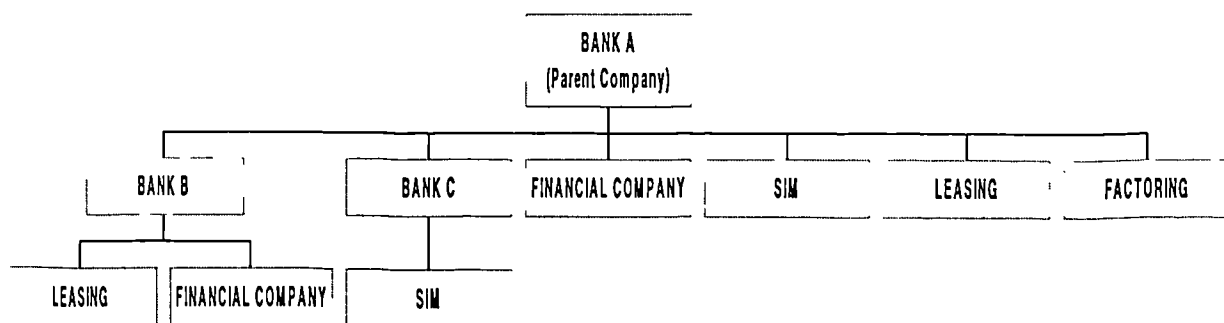 BANK A
(Parent Company)
BANK B
BANK C
FINANCIAL COMPANY
SIM
LEASING
FACTORING
LEASING
FINANCIAL COMPANY
SIM